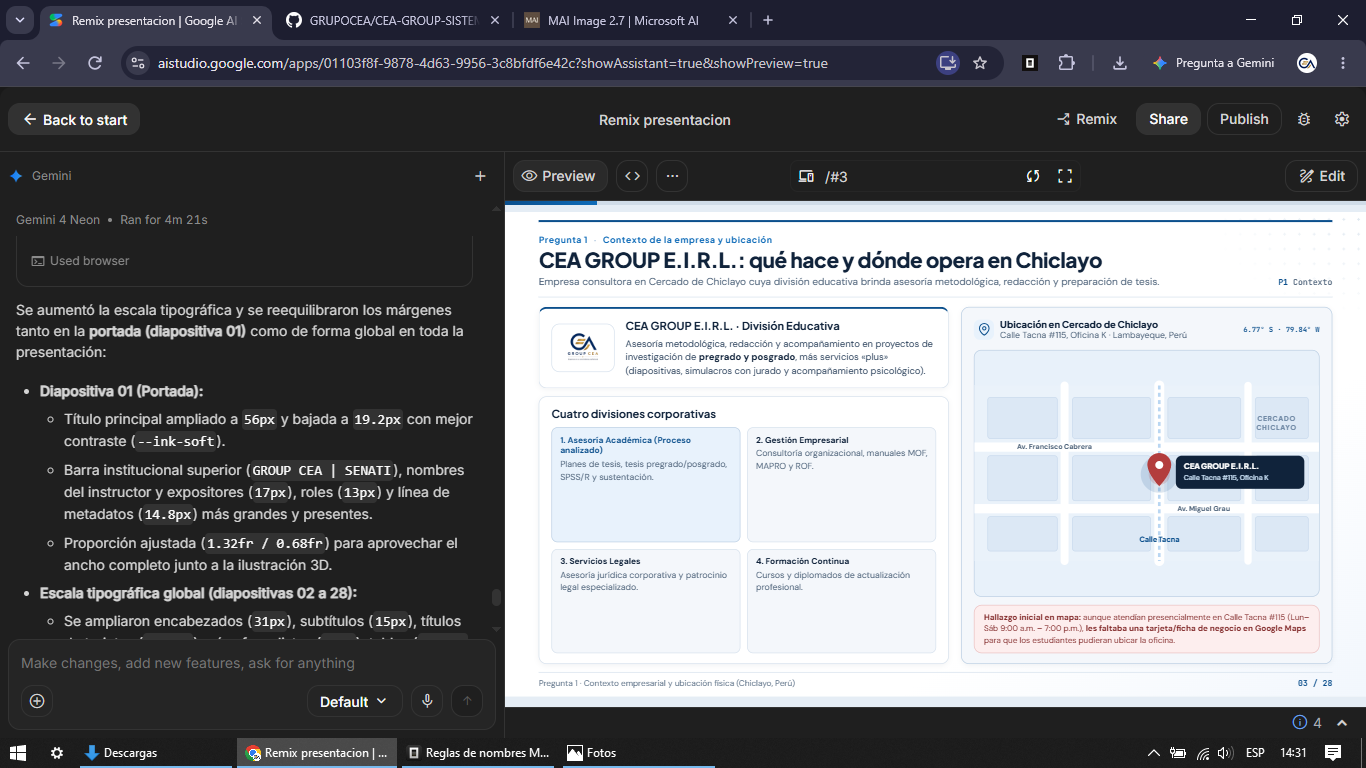 Remix presentacion | Google AI
GRUPOCEA/CEA-GROUP-SISTEM
MAI
MAI Image 2.7 | Microsoft AI
aistudio.google.com/apps/01103f8f-9878-4d63-9956-3c8bfdf6e42c?showAssistant=true&showPreview=true
Pregunta a Gemini
Back to start
Remix presentacion
Remix
Share
Publish
Gemini
Preview
/#3
Edit
Gemini 4 Neon • Ran for 4m 21s
Used browser
Se aumentó la escala tipográfica y se reequilibraron los márgenes
tanto en la portada (diapositiva 01) como de forma global en toda la
presentación:
Diapositiva 01 (Portada):
Título principal ampliado a 56px y bajada a 19.2px con mejor
contraste (--ink-soft).
Barra institucional superior (GROUP CEA | SENATI), nombres
del instructor y expositores (17px), roles (13px) y línea de
metadatos (14.8px) más grandes y presentes.
Proporción ajustada (1.32fr / 0.68fr) para aprovechar el
ancho completo junto a la ilustración 3D.
Escala tipográfica global (diapositivas 02 a 28):
Se ampliaron encabezados (31px), subtítulos (15px), títulos
Make changes, add new features, ask for anything
Default
Pregunta 1 · Contexto de la empresa y ubicación
CEA GROUP E.I.R.L.: qué hace y dónde opera en Chiclayo
Empresa consultora en Cercado de Chiclayo cuya división educativa brinda asesoría metodológica, redacción y preparación de tesis.
P1 Contexto
GROUP CEA
CEA GROUP E.I.R.L. · División Educativa
Asesoría metodológica, redacción y acompañamiento en proyectos de
investigación de pregrado y posgrado, más servicios «plus»
(diapositivas, simulacros con jurado y acompañamiento psicológico).
Cuatro divisiones corporativas
1. Asesoría Académica (Proceso
analizado)
Planes de tesis, tesis pregrado/posgrado,
SPSS/R y sustentación.
2. Gestión Empresarial
Consultoría organizacional, manuales MOF,
MAPRO y ROF.
3. Servicios Legales
Asesoría jurídica corporativa y patrocinio
legal especializado.
4. Formación Continua
Cursos y diplomados de actualización
profesional.
Ubicación en Cercado de Chiclayo
Calle Tacna #115, Oficina K · Lambayeque, Perú
6.77° S · 79.84° W
CERCADO
CHICLAYO
Av. Francisco Cabrera
CEA GROUP E.I.R.L.
Calle Tacna #115, Oficina K
Av. Miguel Grau
Calle Tacna
Hallazgo inicial en mapa: aunque atendían presencialmente en Calle Tacna #115 (Lun–
Sáb 9:00 a.m. – 7:00 p.m.), les faltaba una tarjeta/ficha de negocio en Google Maps
para que los estudiantes pudieran ubicar la oficina.
Pregunta 1 · Contexto empresarial y ubicación física (Chiclayo, Perú)
03 / 28
4
Descargas
Remix presentacion | ...
Reglas de nombres M...
Fotos
ESP
14:31